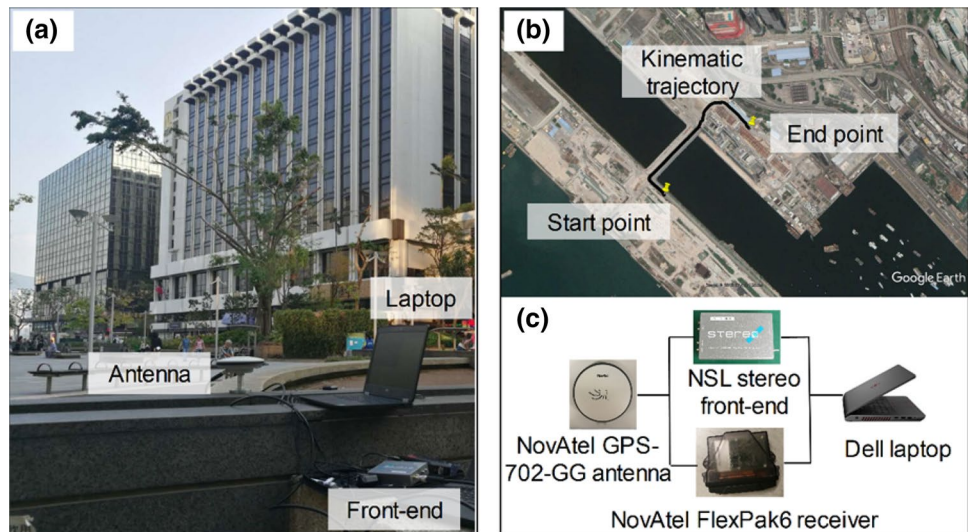 (a)
Laptop
Antenna
Front-end
(b)
Kinematic
trajectory
End point
Start point
Google Earth
(c)
stereo
NSL stereo
front-end
NovAtel GPS-
702-GG antenna
Dell laptop
NovAtel FlexPak6 receiver